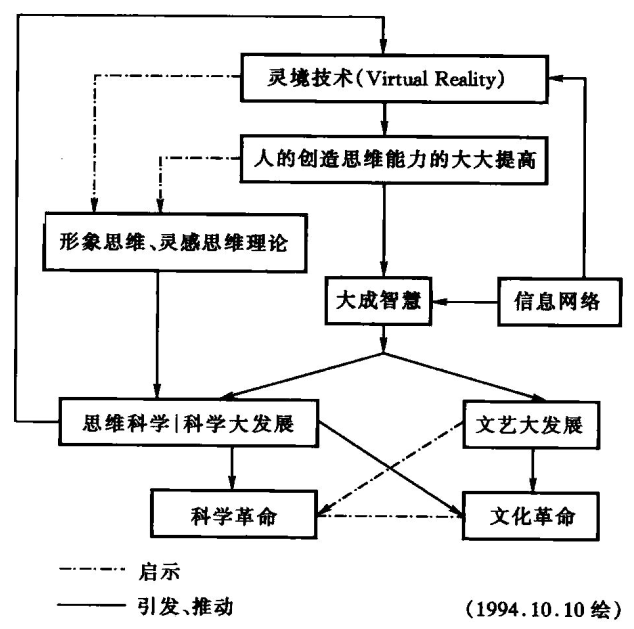 灵境技术(Virtual Reality)
人的创造思维能力的大大提高
形象思维、灵感思维理论
大成智慧
信息网络
思维科学|科学大发展
文艺大发展
科学革命
文化革命
启示
引发、推动
(1994.10.10绘)